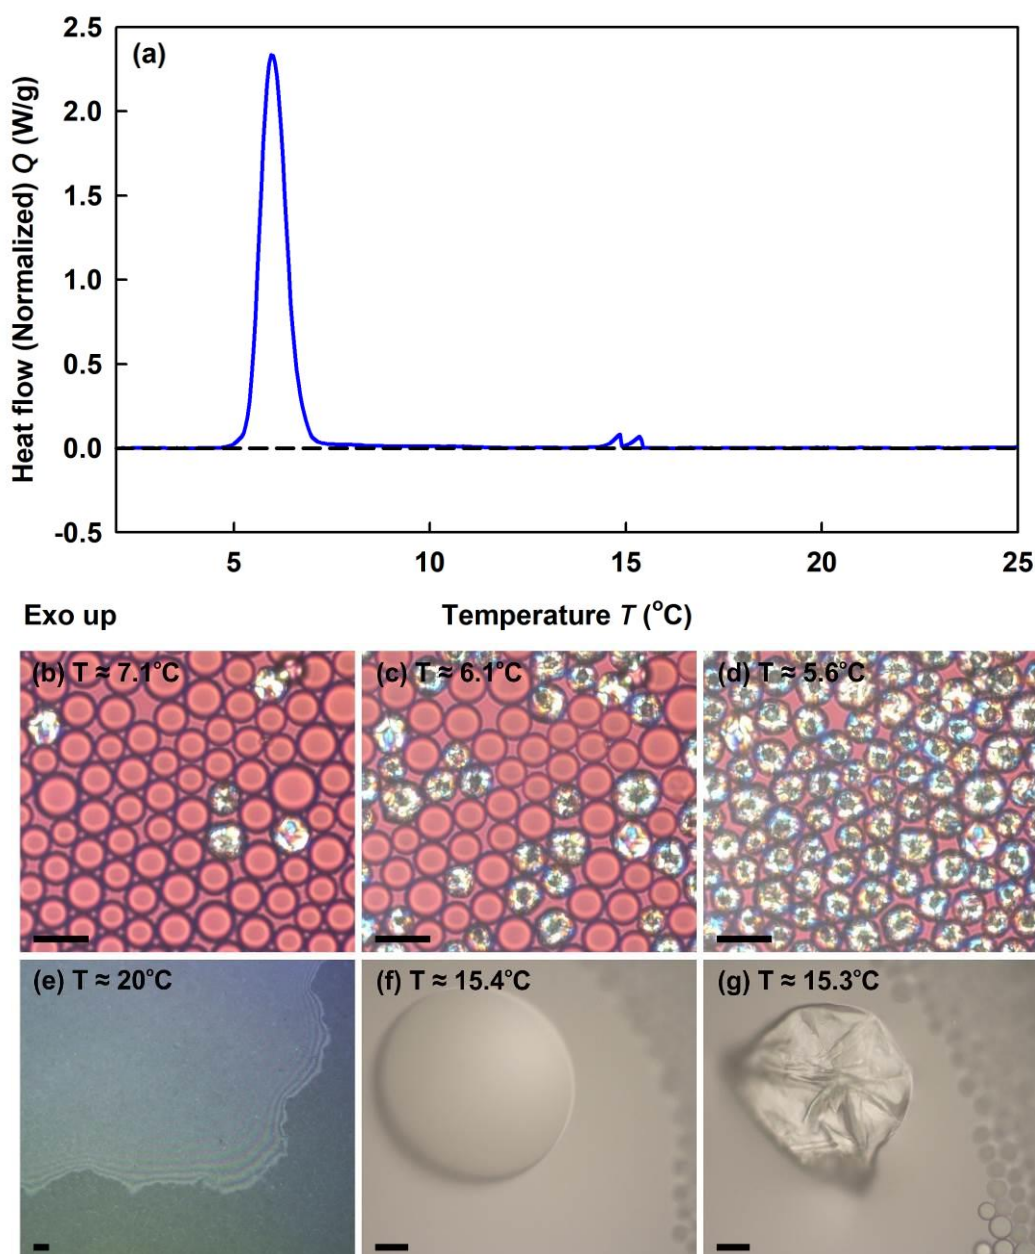 (a)
Heat flow (Normalized) Q (W/g)
2.5
2.0
1.5
1.0
0.5
0.0
-0.5
5
10
15
20
25
Exo up
Temperature T (°C)
(b) T ≈ 7.1°C
(c) T ≈ 6.1°C
(d) T ≈ 5.6°C
(e) T ≈ 20°C
(f) T ≈ 15.4°C
(g) T ≈ 15.3°C